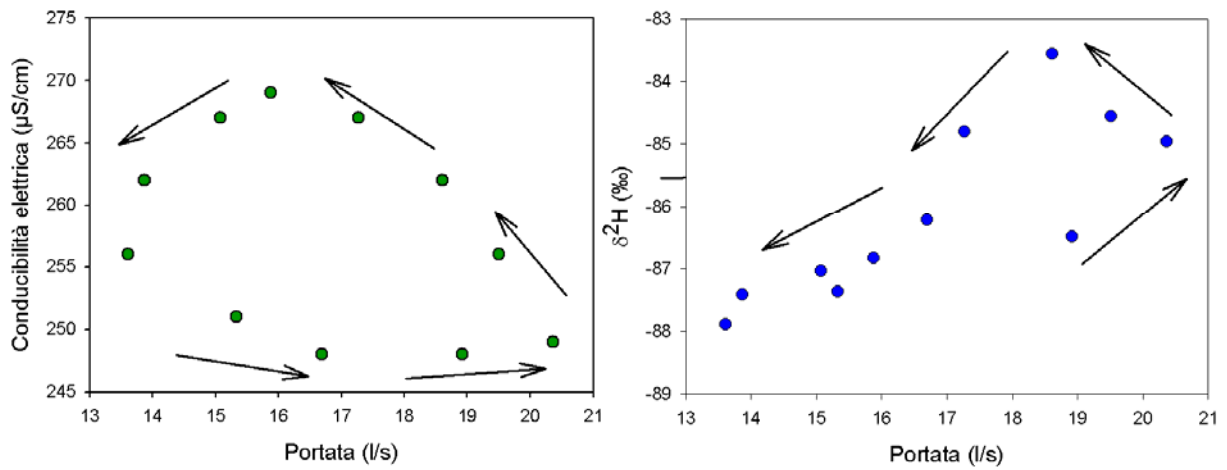 Conducibilità elettrica (µS/cm)
275
270
265
260
255
250
245
13 14 15 16 17 18 19 20 21
Portata (l/s)
δ²H (‰)
-83
-84
-85
-86
-87
-88
-89
13 14 15 16 17 18 19 20 21
Portata (l/s)